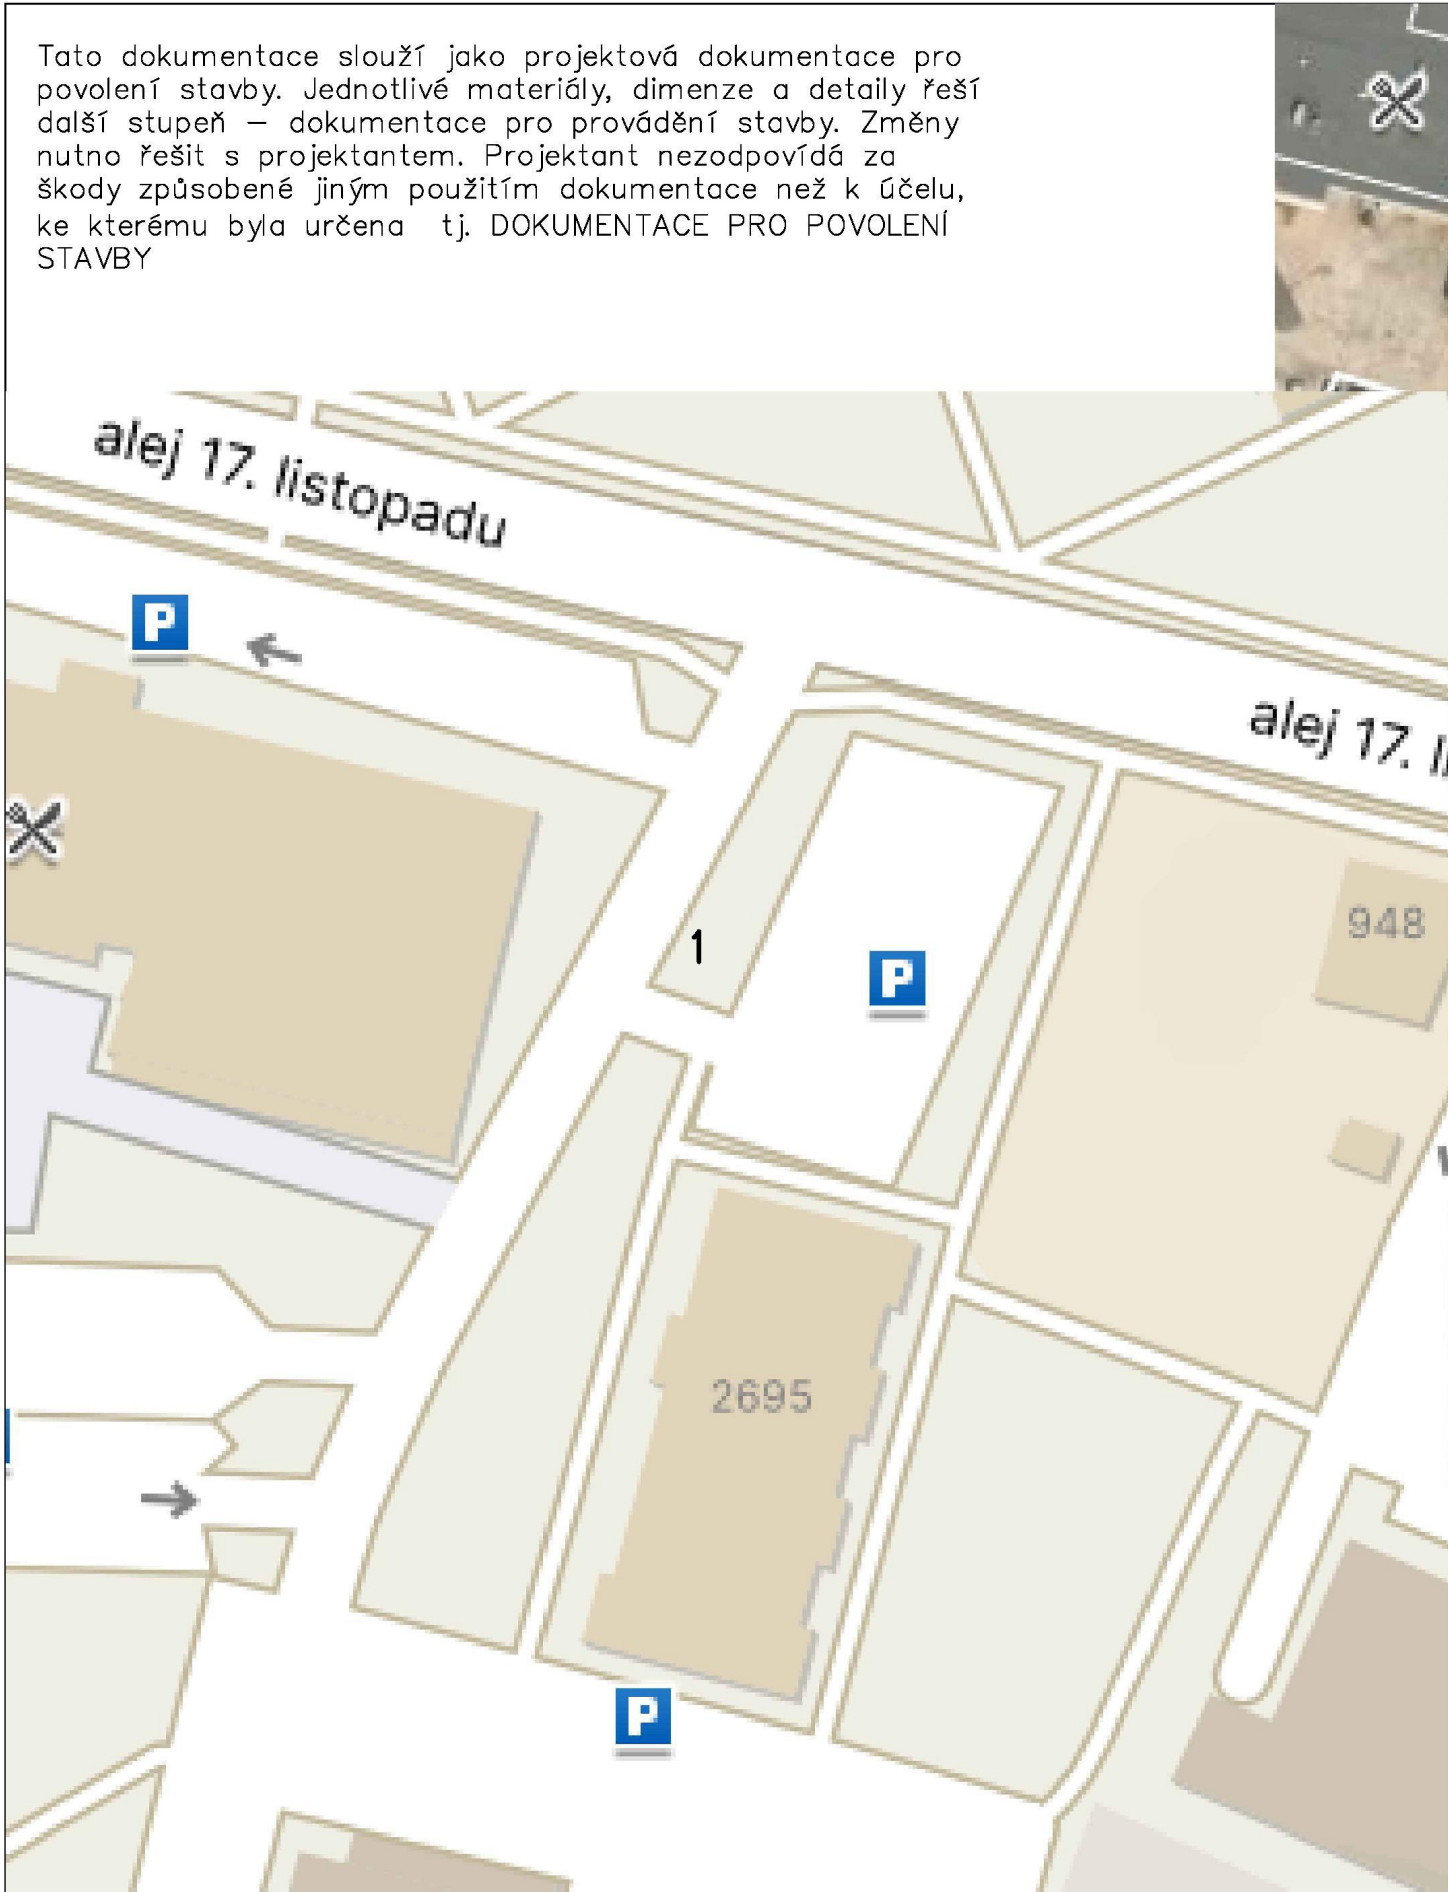 Tato dokumentace slouží jako projektová dokumentace pro
povolení stavby. Jednotlivé materiály, dimenze a detaily řeší
další stupeň – dokumentace pro provádění stavby. Změny
nutno řešit s projektantem. Projektant nezodpovídá za
škody způsobené jiným použitím dokumentace než k účelu,
ke kterému byla určena tj. DOKUMENTACE PRO POVOLENÍ
STAVBY
alej 17. listopadu
P
alej 17. li
948
1
P
2695
P